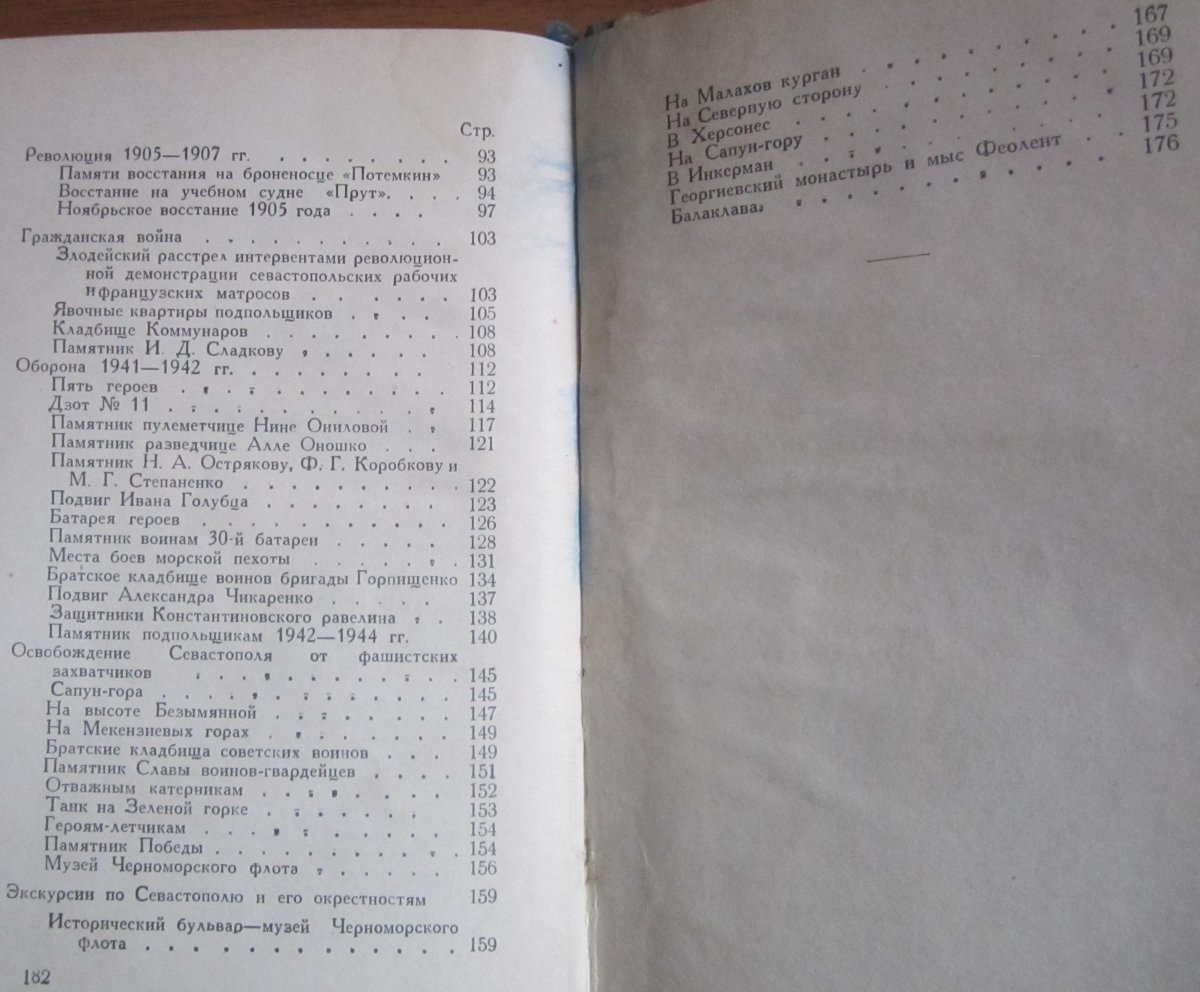 Стр.
Революция 1905—1907 гг. . . . . . . . . 93
Памяти восстания на броненосце «Потемкин» 93
Восстание на учебном судне «Прут». . . . 94
Ноябрьское восстание 1905 года . . . . 97
Гражданская война . . . . . . . . . . 103
Злодейский расстрел интервентами революцион-
ной демонстрации севастопольских рабочих
и французских матросов . . . . . . 103
Явочные квартиры подпольщиков . . . . 105
Кладбище Коммунаров . . . . . . . . 108
Памятник И. Д. Сладкову . . . . . . 108
Оборона 1941—1942 гг. . . . . . . . . 112
Пять героев . . . . . . . . . . . 112
Дзот № 11 . . . . . . . . . . . 114
Памятник пулеметчице Нине Ониловой . . 117
Памятник разведчице Алле Оношко . . . 121
Памятник Н. А. Острякову, Ф. Г. Коробкову и
М. Г. Степаненко . . . . . . . . . . 122
Подвиг Ивана Голубца . . . . . . . . 123
Батарея героев . . . . . . . . . . 126
Памятник воинам 30-й батареи . . . . . 128
Места боев морской пехоты . . . . . . 131
Братское кладбище воинов бригады Горпищенко 134
Подвиг Александра Чикаренко . . . . . 137
Защитники Константиновского равелина . . 138
Памятник подпольщикам 1942—1944 гг. 140
Освобождение Севастополя от фашистских
захватчиков . . . . . . . . . . 145
Сапун-гора . . . . . . . . . . . 145
На высоте Безымянной . . . . . . . 147
На Мекензиевых горах . . . . . . . 149
Братские кладбища советских воинов . . . 149
Памятник Славы воинов-гвардейцев . . . . 151
Отважным катерникам . . . . . . . 152
Танк на Зеленой горке . . . . . . . 153
Героям-летчикам . . . . . . . . . 154
Памятник Победы . . . . . . . . . . 154
Музей Черноморского флота . . . . . . 156
Экскурсии по Севастополю и его окрестностям 159
Исторический бульвар—музей Черноморского
флота . . . . . . . . . . . . . 159
182
На Малахов курган . . . . . . . . 167
На Северную сторону . . . . . . . . 169
В Херсонес . . . . . . . . . . 169
На Сапун-гору . . . . . . . . . 172
В Инкерман . . . . . . . . . . 172
Георгиевский монастырь и мыс Феолент . . 175
Балаклава . . . . . . . . . . 176